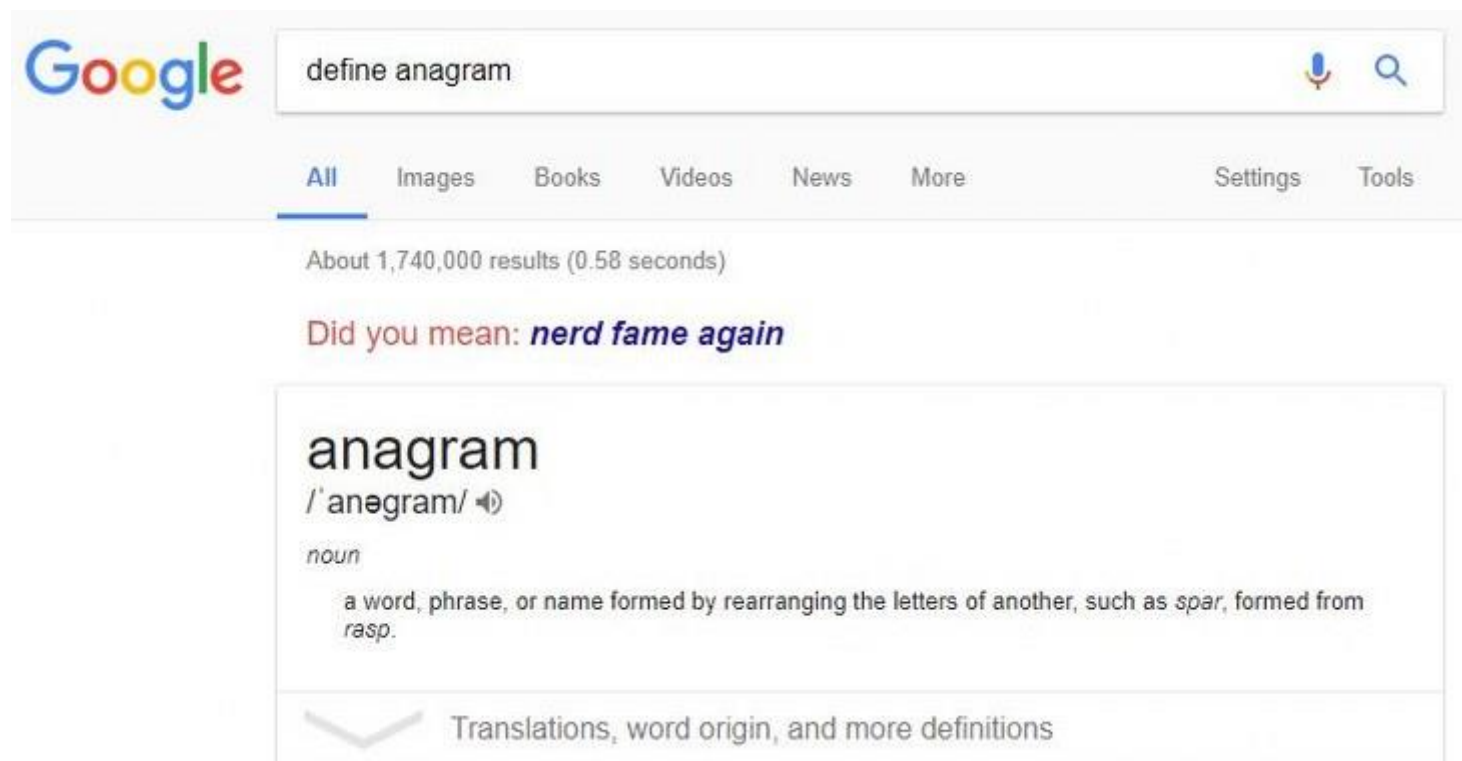 Google
define anagram
All Images Books Videos News More Settings Tools
About 1,740,000 results (0.58 seconds)
Did you mean: nerd fame again
anagram
/ˈanəɡram/
noun
a word, phrase, or name formed by rearranging the letters of another, such as spar, formed from
rasp.
Translations, word origin, and more definitions